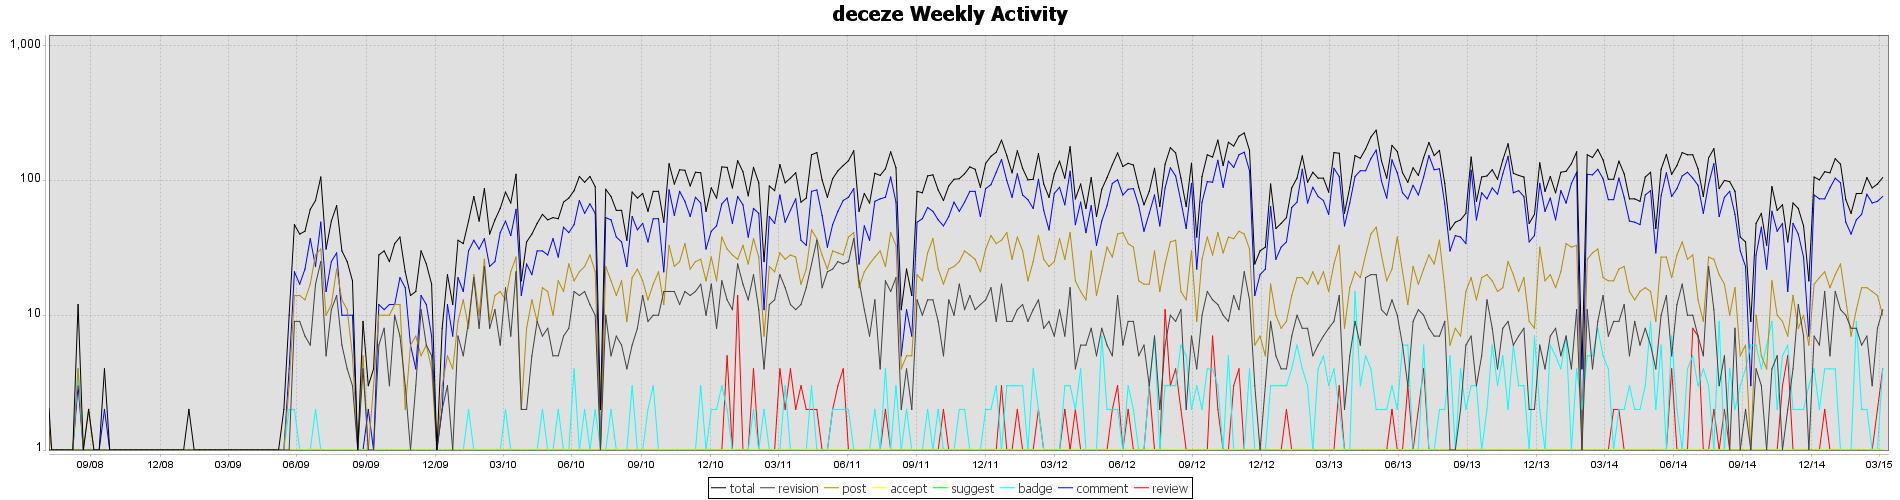 deceze Weekly Activity
1,000
100
10
1
09/08 12/08 03/09 06/09 09/09 12/09 03/10 06/10 09/10 12/10 03/11 06/11 09/11 12/11 03/12 06/12 09/12 12/12 03/13 06/13 09/13 12/13 03/14 06/14 09/14 12/14 03/15
total revision post accept suggest badge comment review